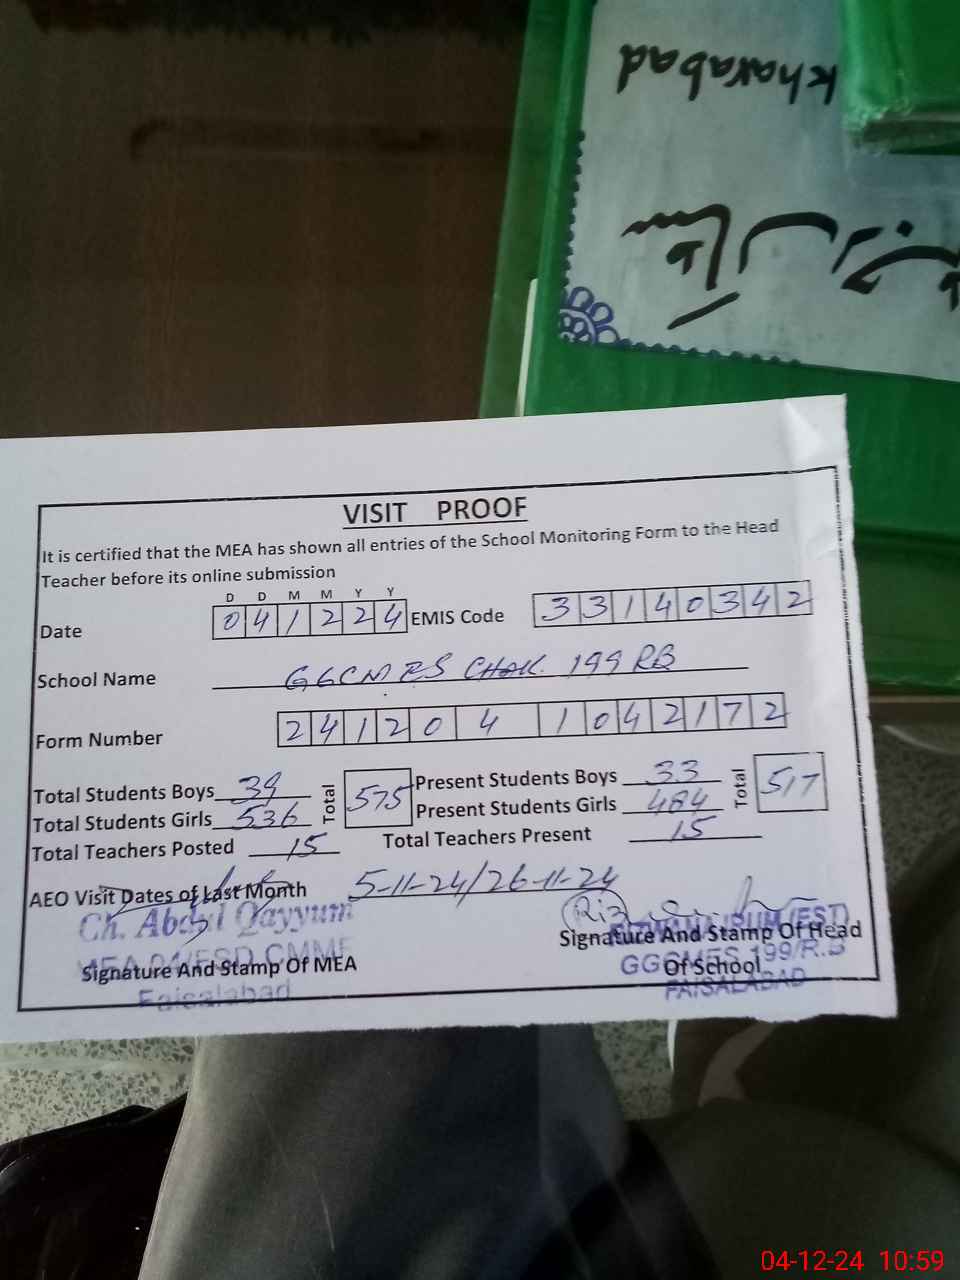 kharabad
VISIT PROOF
It is certified that the MEA has shown all entries of the School Monitoring Form to the Head
Teacher before its online submission
D D M M Y Y
Date 0 4 1 2 2 4 EMIS Code 3 3 1 4 0 3 4 2
School Name GGCMES CHAK 199 RB
Form Number 2 4 1 2 0 4 1 0 4 2 1 7 2
Total Students Boys 39 Total 575 Present Students Boys 33 Total 517
Total Students Girls 536 Present Students Girls 484
Total Teachers Posted 15 Total Teachers Present 15
AEO Visit Dates of Last Month 5-11-24/26-11-24
Ch. Abdul Qayyum
Signature And Stamp Of MEA
Faisalabad
Signature And Stamp Of Head
Of School
GGCMES 199/R.B
FAISALABAD
04-12-24 10:59